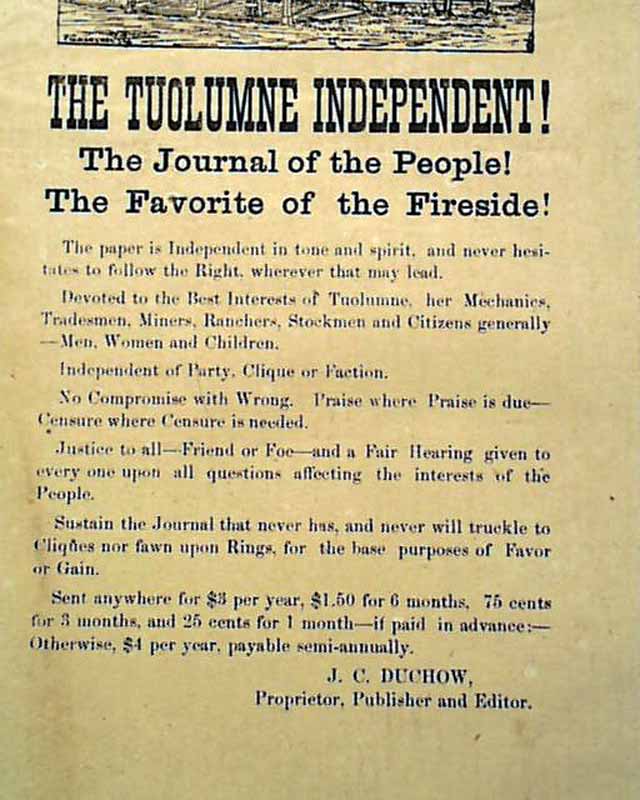 THE TUOLUMNE INDEPENDENT!
The Journal of the People!
The Favorite of the Fireside!
The paper is Independent in tone and spirit, and never hesi-
tates to follow the Right, wherever that may lead.
Devoted to the Best Interests of Tuolumne, her Mechanics,
Tradesmen, Miners, Ranchers, Stockmen and Citizens generally
—Men, Women and Children.
Independent of Party, Clique or Faction.
No Compromise with Wrong. Praise where Praise is due—
Censure where Censure is needed.
Justice to all—Friend or Foe—and a Fair Hearing given to
every one upon all questions affecting the interests of the
People.
Sustain the Journal that never has, and never will truckle to
Cliques nor fawn upon Rings, for the base purposes of Favor
or Gain.
Sent anywhere for $3 per year, $1.50 for 6 months, 75 cents
for 3 months, and 25 cents for 1 month—if paid in advance:—
Otherwise, $4 per year, payable semi-annually.
J. C. DUCHOW,
Proprietor, Publisher and Editor.